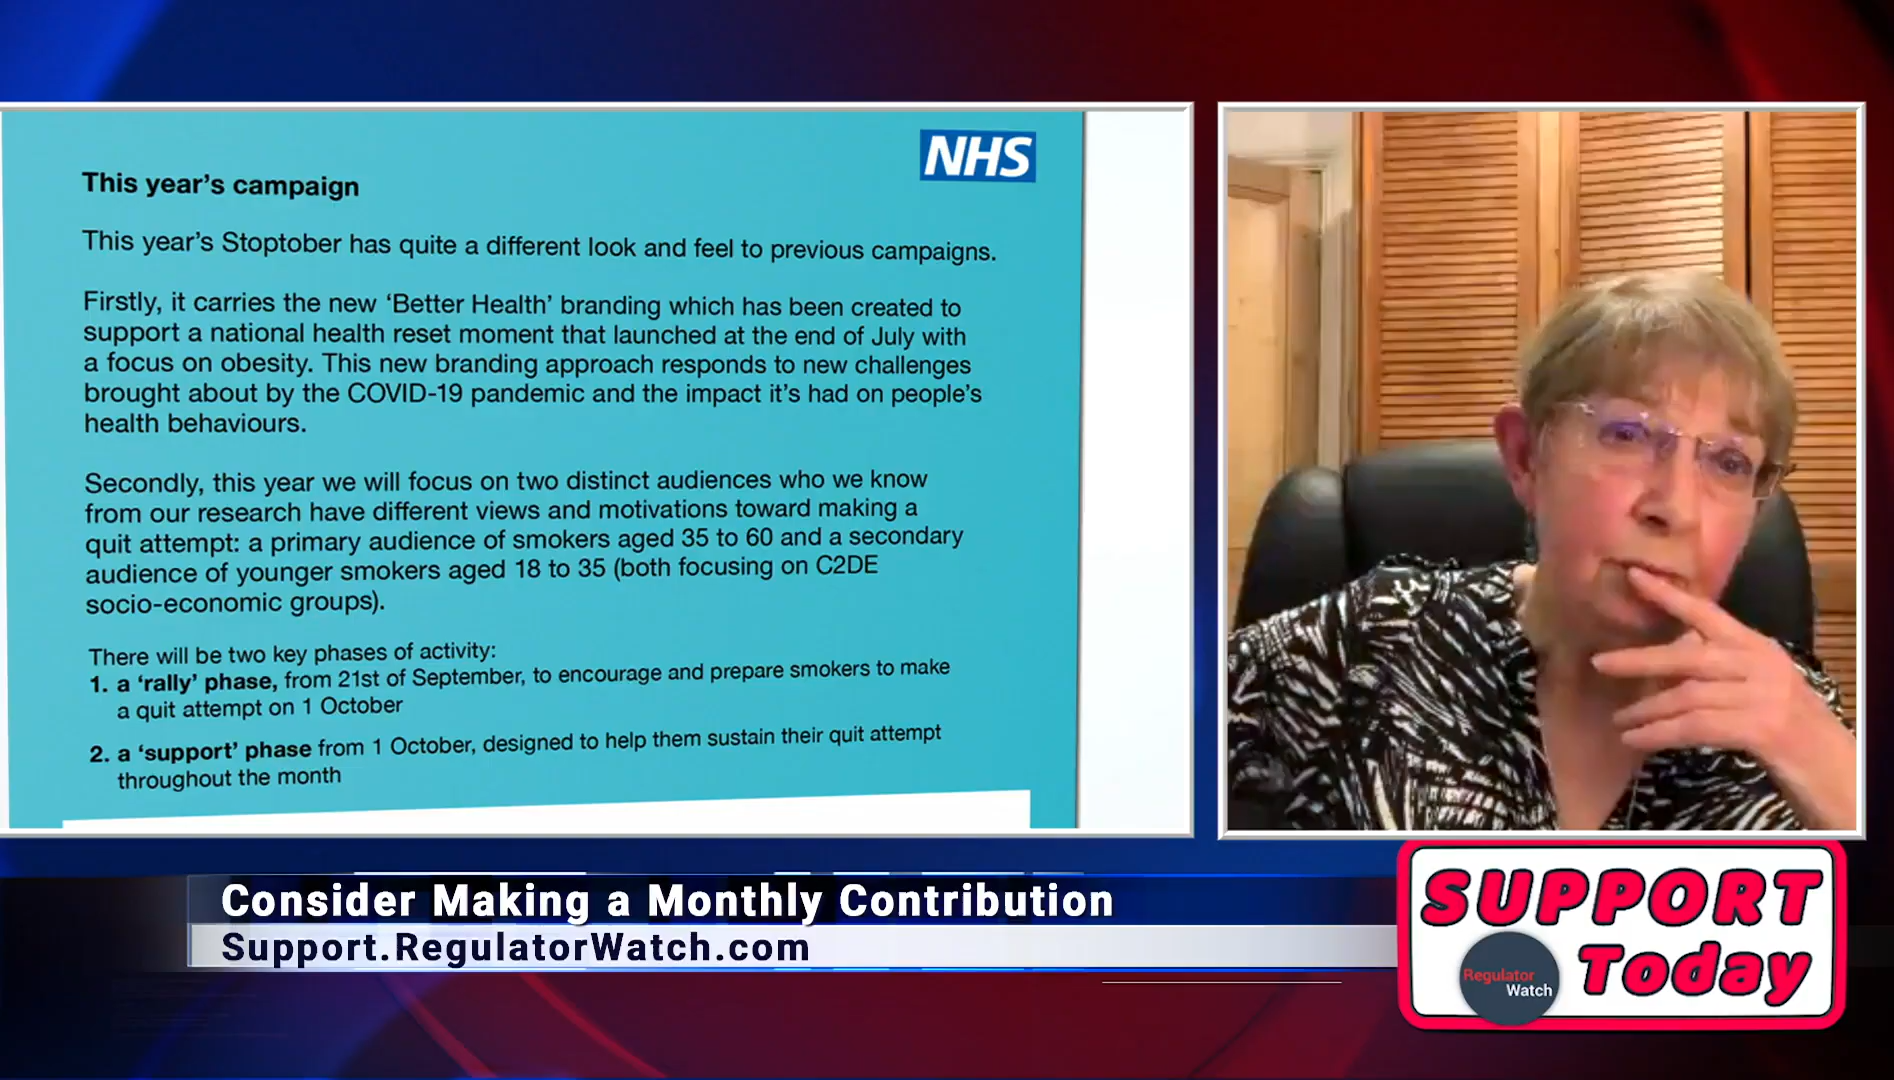 NHS
This year's campaign
This year's Stoptober has quite a different look and feel to previous campaigns.
Firstly, it carries the new 'Better Health' branding which has been created to
support a national health reset moment that launched at the end of July with
a focus on obesity. This new branding approach responds to new challenges
brought about by the COVID-19 pandemic and the impact it's had on people's
health behaviours.
Secondly, this year we will focus on two distinct audiences who we know
from our research have different views and motivations toward making a
quit attempt: a primary audience of smokers aged 35 to 60 and a secondary
audience of younger smokers aged 18 to 35 (both focusing on C2DE
socio-economic groups).
There will be two key phases of activity:
1. a 'rally' phase, from 21st of September, to encourage and prepare smokers to make
a quit attempt on 1 October
2. a 'support' phase from 1 October, designed to help them sustain their quit attempt
throughout the month
Consider Making a Monthly Contribution
Support.RegulatorWatch.com
SUPPORT
Today
Regulator
Watch